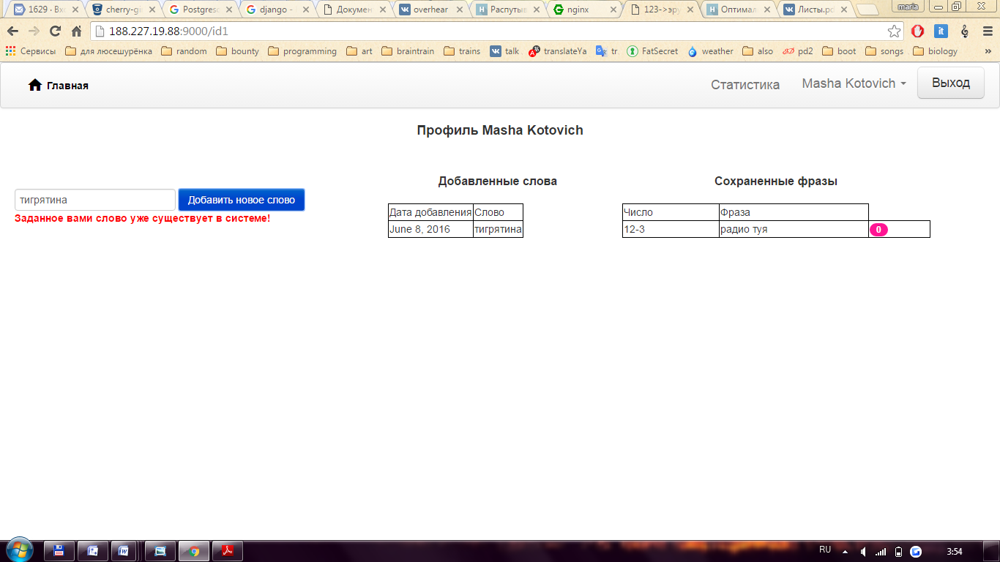 1629 · Вхо
cherry-gi
Postgres
django -
Докумен
overhear
Распутыв
nginx
123->эру
Оптимал
Листы.pd
maria
188.227.19.88:9000/id1
Сервисы
для люсешурёнка
random
bounty
programming
art
braintrain
trains
talk
translateYa
tr
FatSecret
weather
also
pd2
boot
songs
biology
»
Главная
Статистика
Masha Kotovich
Выход
Профиль Masha Kotovich
тигрятина
Добавить новое слово
Заданное вами слово уже существует в системе!
Добавленные слова
Дата добавления Слово
June 8, 2016 тигрятина
Сохраненные фразы
Число Фраза
12-3 радио туя 0
RU
3:54